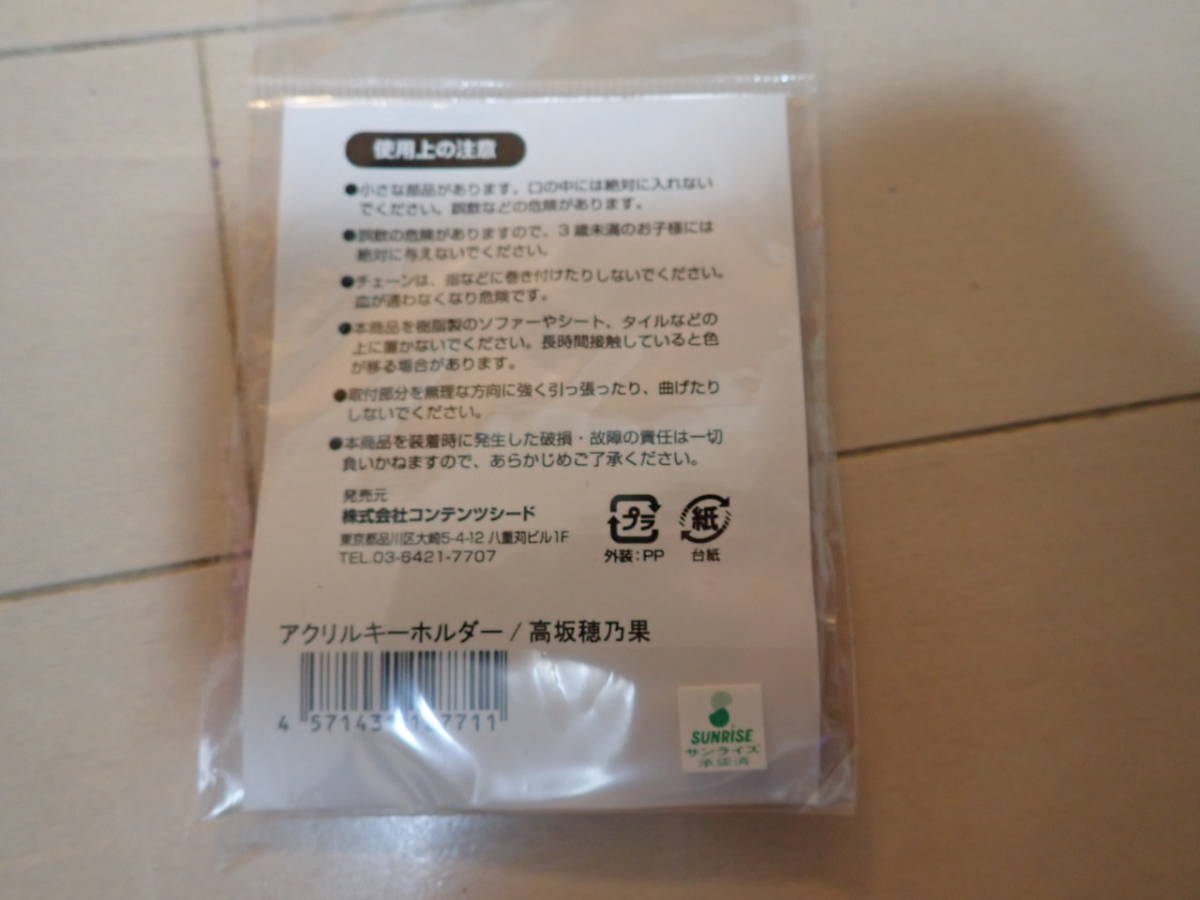 使用上の注意
●小さな部品があります。口の中には絶対に入れない
でください。誤飲などの危険があります。
●誤飲の危険がありますので、3歳未満のお子様には
絶対に与えないでください。
●チェーンは、指などに巻き付けたりしないでください。
血が通わなくなり危険です。
●本商品を樹脂製のソファーやシート、タイルなどの
上に置かないでください。長時間接触していると色
が移る場合があります。
●取付部分を無理な方向に強く引っ張ったり、曲げたり
しないでください。
●本商品を装着時に発生した破損・故障の責任は一切
負いかねますので、あらかじめご了承ください。
発売元
株式会社コンテンツシード
東京都品川区大崎5-4-12 八重苅ビル1F
TEL.03-6421-7707
プラ
外装:PP
紙
台紙
アクリルキーホルダー/高坂穂乃果
4 57143 7711
SUNRISE
サンライズ
承認済